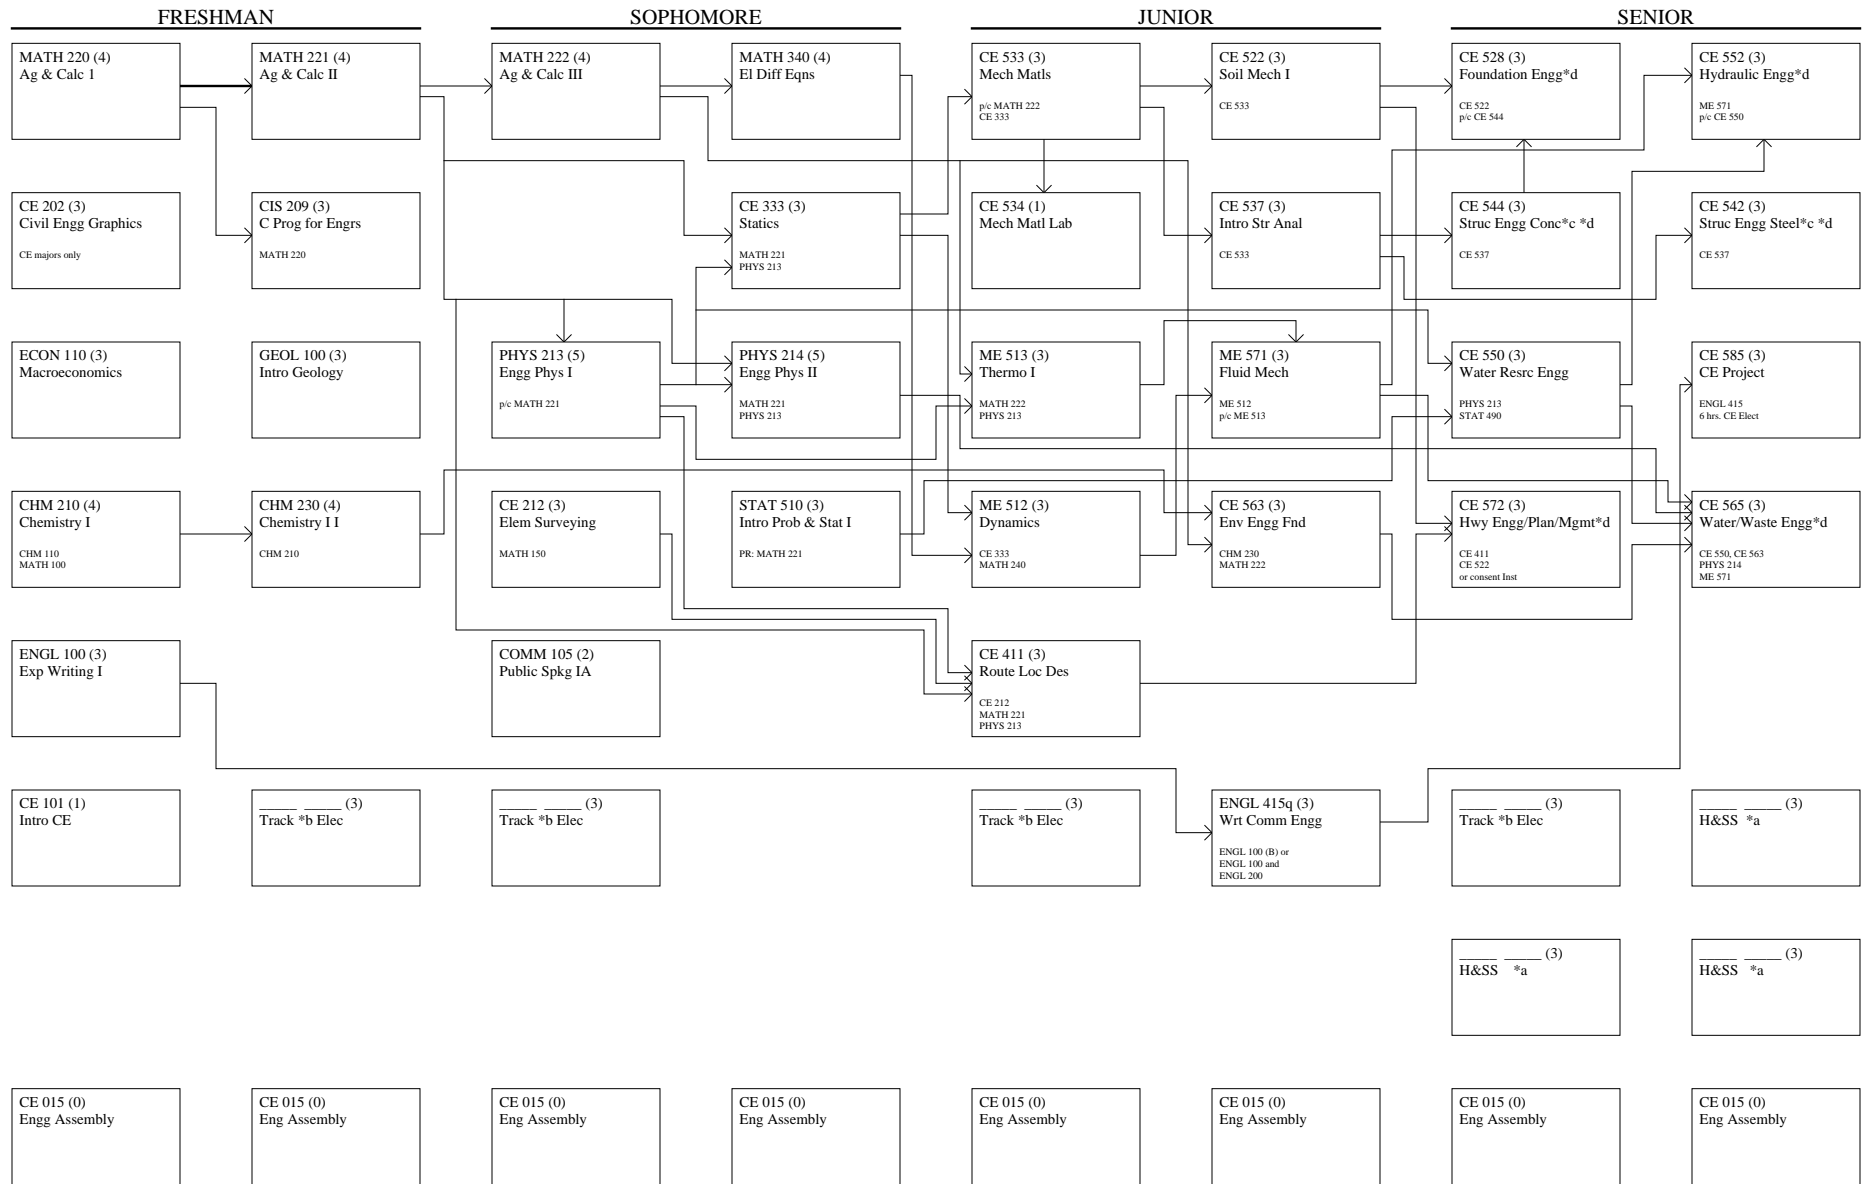 FRESHMAN
SOPHOMORE
JUNIOR
SENIOR
MATH 220 (4)
Ag & Calc 1
MATH 221 (4)
Ag & Calc II
MATH 222 (4)
Ag & Calc III
MATH 340 (4)
El Diff Eqns
CE 533 (3)
Mech Matls
p/c MATH 222
CE 333
CE 522 (3)
Soil Mech I
CE 533
CE 528 (3)
Foundation Engg*d
CE 522
p/c CE 544
CE 552 (3)
Hydraulic Engg*d
ME 571
p/c CE 550
CE 202 (3)
Civil Engg Graphics
CE majors only
CIS 209 (3)
C Prog for Engrs
MATH 220
CE 333 (3)
Statics
MATH 221
PHYS 213
CE 534 (1)
Mech Matl Lab
CE 537 (3)
Intro Str Anal
CE 533
CE 544 (3)
Struc Engg Conc*c *d
CE 537
CE 542 (3)
Struc Engg Steel*c *d
CE 537
ECON 110 (3)
Macroeconomics
GEOL 100 (3)
Intro Geology
PHYS 213 (5)
Engg Phys I
p/c MATH 221
PHYS 214 (5)
Engg Phys II
MATH 221
PHYS 213
ME 513 (3)
Thermo I
MATH 222
PHYS 213
ME 571 (3)
Fluid Mech
ME 512
p/c ME 513
CE 550 (3)
Water Resrc Engg
PHYS 213
STAT 490
CE 585 (3)
CE Project
ENGL 415
6 hrs. CE Elect
CHM 210 (4)
Chemistry I
CHM 110
MATH 100
CHM 230 (4)
Chemistry I I
CHM 210
CE 212 (3)
Elem Surveying
MATH 150
STAT 510 (3)
Intro Prob & Stat I
PR: MATH 221
ME 512 (3)
Dynamics
CE 333
MATH 240
CE 563 (3)
Env Engg Fnd
CHM 230
MATH 222
CE 572 (3)
Hwy Engg/Plan/Mgmt*d
CE 411
CE 522
or consent Inst
CE 565 (3)
Water/Waste Engg*d
CE 550, CE 563
PHYS 214
ME 571
ENGL 100 (3)
Exp Writing I
COMM 105 (2)
Public Spkg IA
CE 411 (3)
Route Loc Des
CE 212
MATH 221
PHYS 213
CE 101 (1)
Intro CE
_____ _____ (3)
Track *b Elec
_____ _____ (3)
Track *b Elec
_____ _____ (3)
Track *b Elec
ENGL 415q (3)
Wrt Comm Engg
ENGL 100 (B) or
ENGL 100 and
ENGL 200
_____ _____ (3)
Track *b Elec
_____ _____ (3)
H&SS *a
_____ _____ (3)
H&SS *a
_____ _____ (3)
H&SS *a
CE 015 (0)
Engg Assembly
CE 015 (0)
Eng Assembly
CE 015 (0)
Eng Assembly
CE 015 (0)
Eng Assembly
CE 015 (0)
Eng Assembly
CE 015 (0)
Eng Assembly
CE 015 (0)
Eng Assembly
CE 015 (0)
Eng Assembly